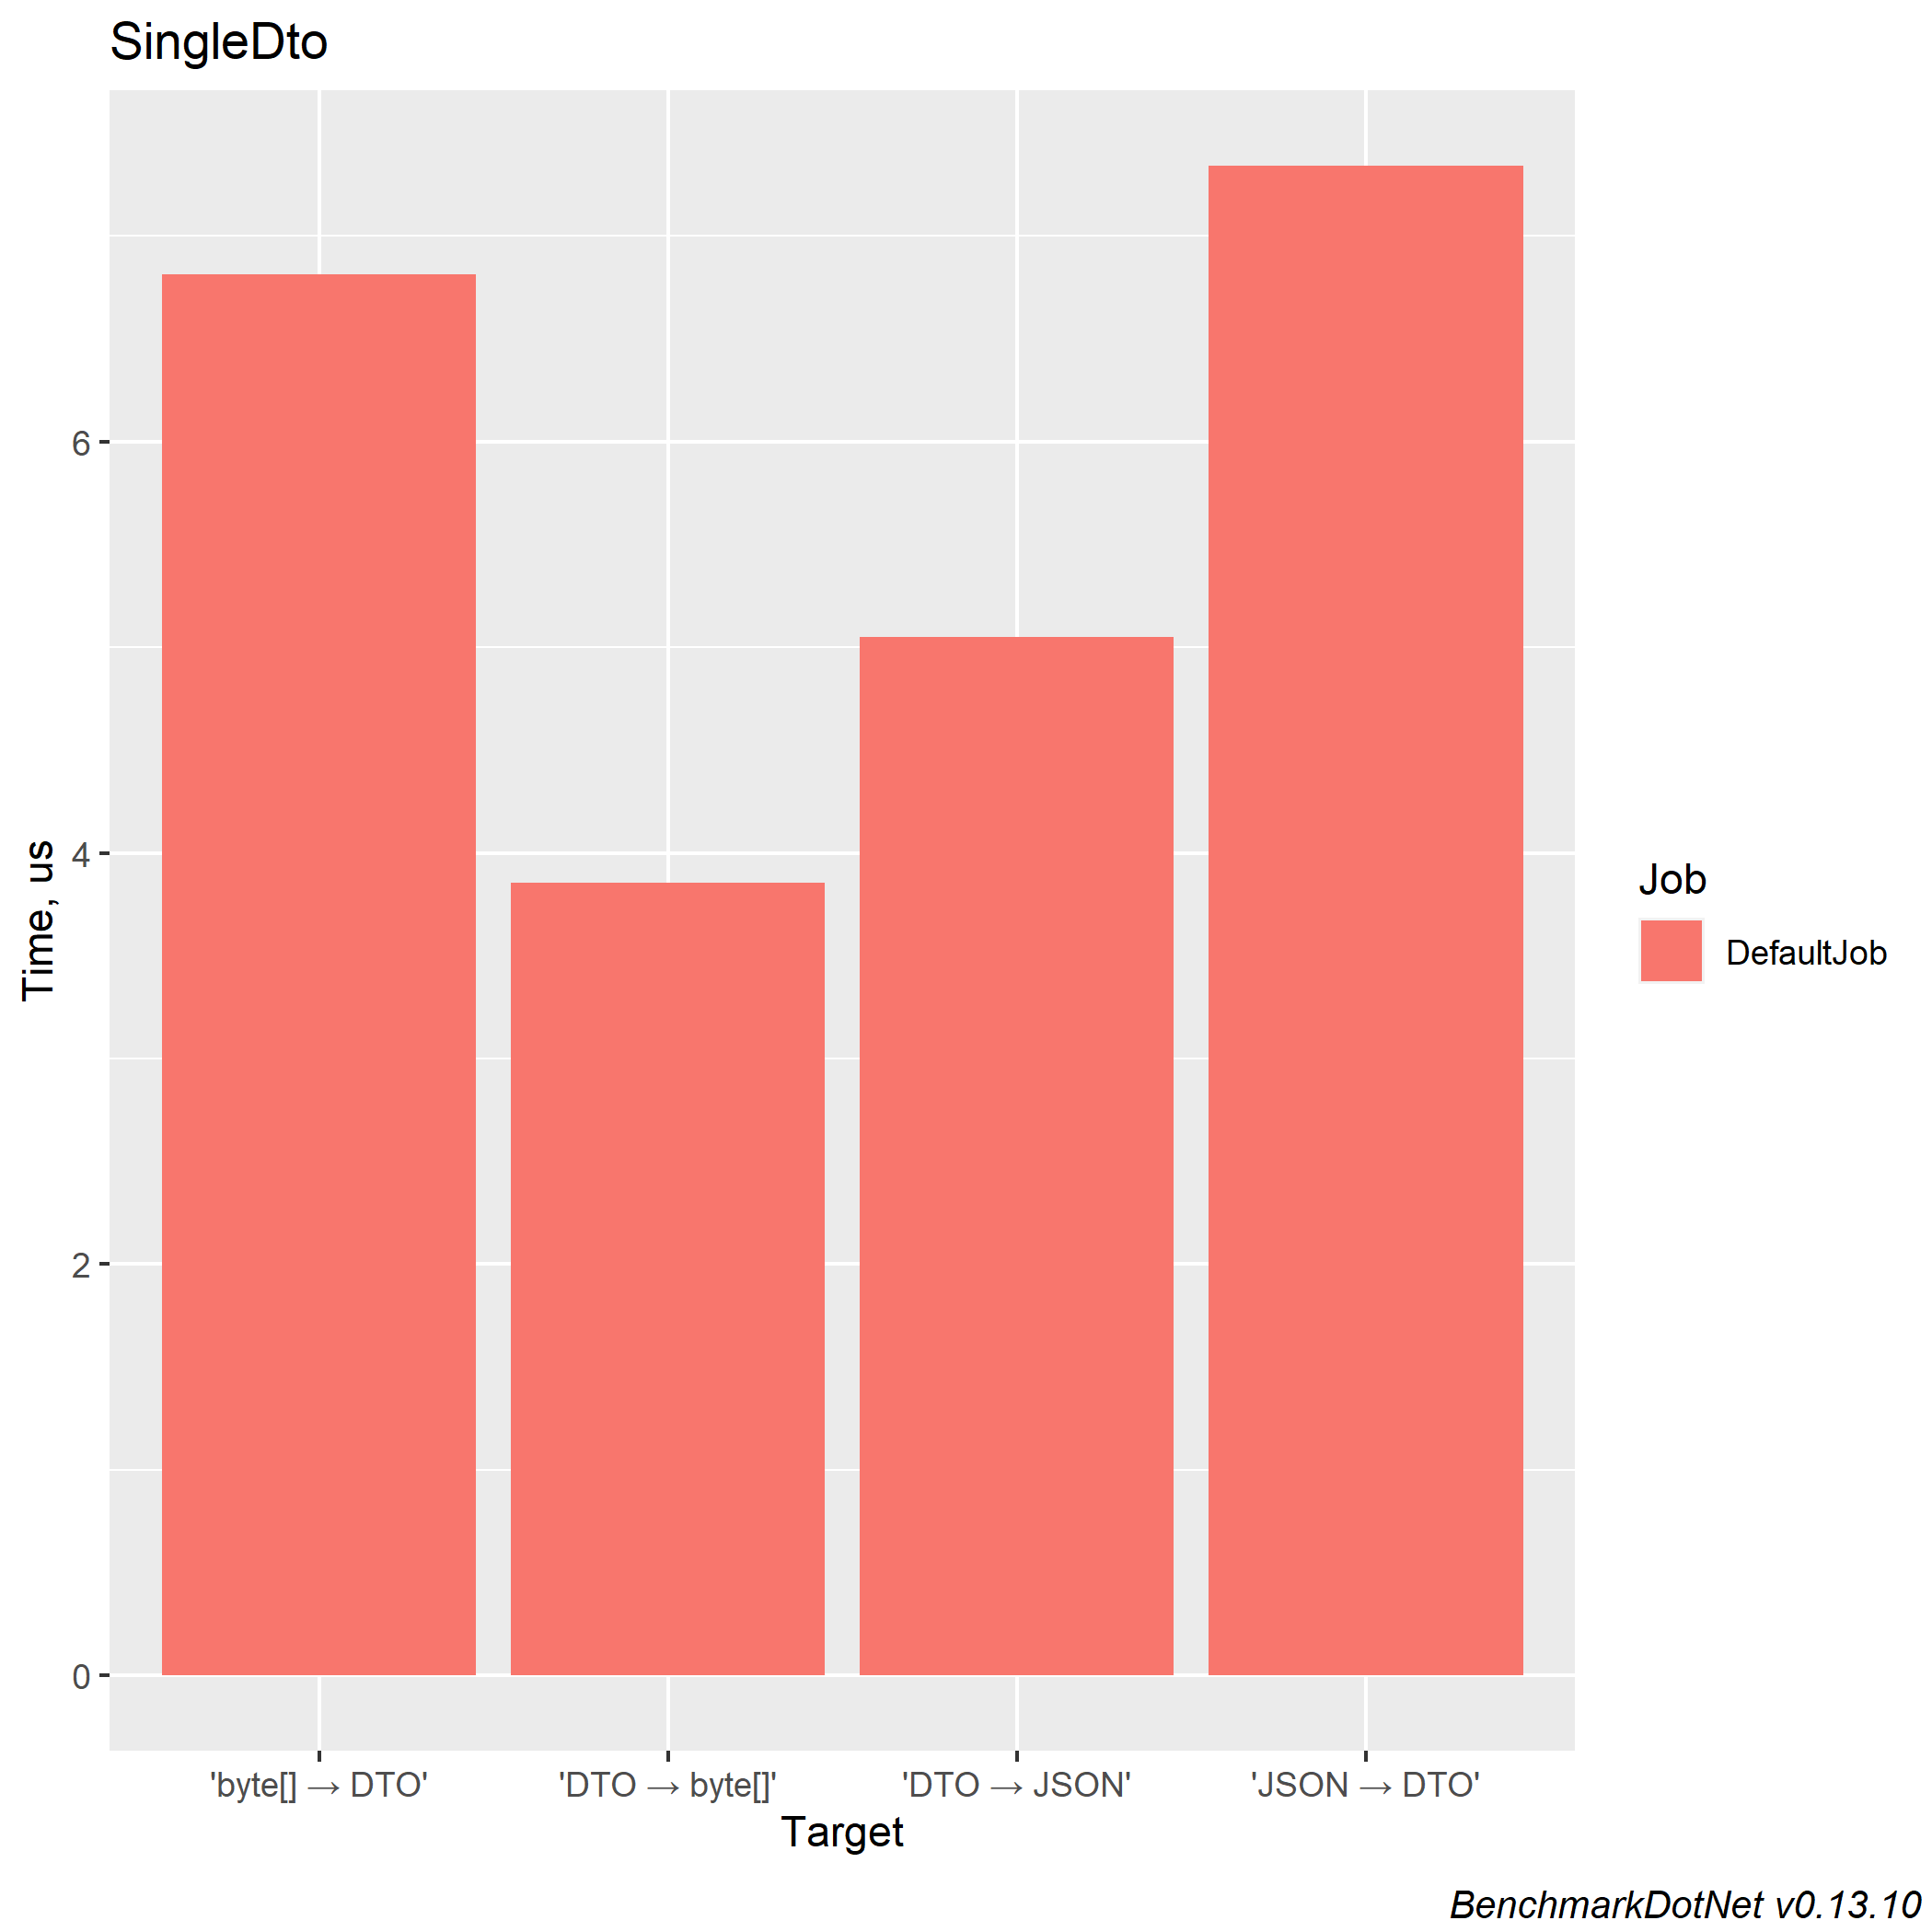 SingleDto
6
4
2
0
Time, us
'byte[] → DTO'
'DTO → byte[]'
'DTO → JSON'
'JSON → DTO'
Target
Job
DefaultJob
BenchmarkDotNet v0.13.10